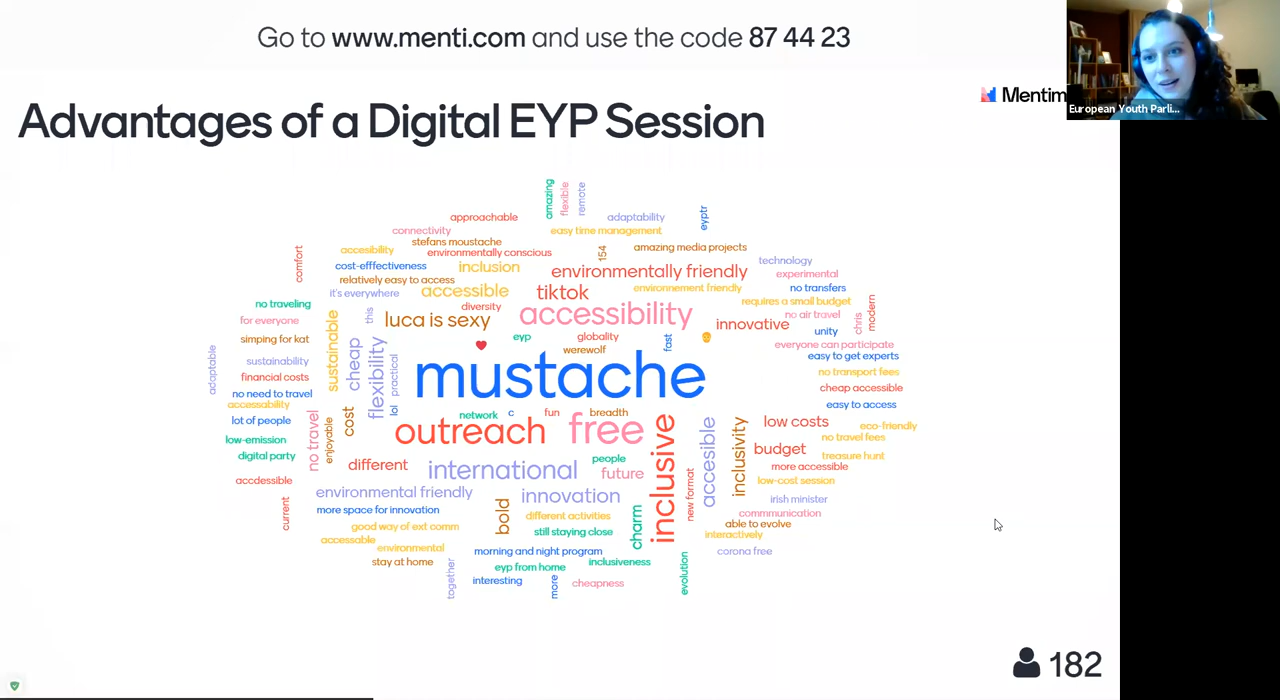 Go to www.menti.com and use the code 87 44 23
European Youth Parli...
Mentim
Advantages of a Digital EYP Session
amazing
flexible
remote
eyptr
approachable
adaptability
connectivity
easy time management
stefans moustache
154
amazing media projects
comfort
accesibility
environmentally conscious
technology
cost-efffectiveness
inclusion
environmentally friendly
experimental
relatively easy to access
accessible
tiktok
environnement friendly
no transfers
it's everywhere
diversity
requires a small budget
modern
no traveling
this
luca is sexy
accessibility
innovative
no air travel
chris
for everyone
sustainable
eyp
globality
fast
unity
simping for kat
cheap
flexibility
werewolf
everyone can participate
adaptable
sustainability
practical
mustache
easy to get experts
financial costs
no transport fees
no need to travel
cheap accessible
accessability
lol
network
c
fun
breadth
easy to access
lot of people
cost
outreach
free
inclusive
accesible
inclusivity
low costs
eco-friendly
low-emission
no travel
enjoyable
no travel fees
digital party
different
international
people
budget
treasure hunt
accdessible
future
new format
more accessible
low-cost session
current
environmental friendly
innovation
irish minister
more space for innovation
bold
different activities
charm
commmunication
good way of ext comm
still staying close
able to evolve
accessable
environmental
interactively
stay at home
morning and night program
corona free
together
eyp from home
inclusiveness
evolution
interesting
more
cheapness
182